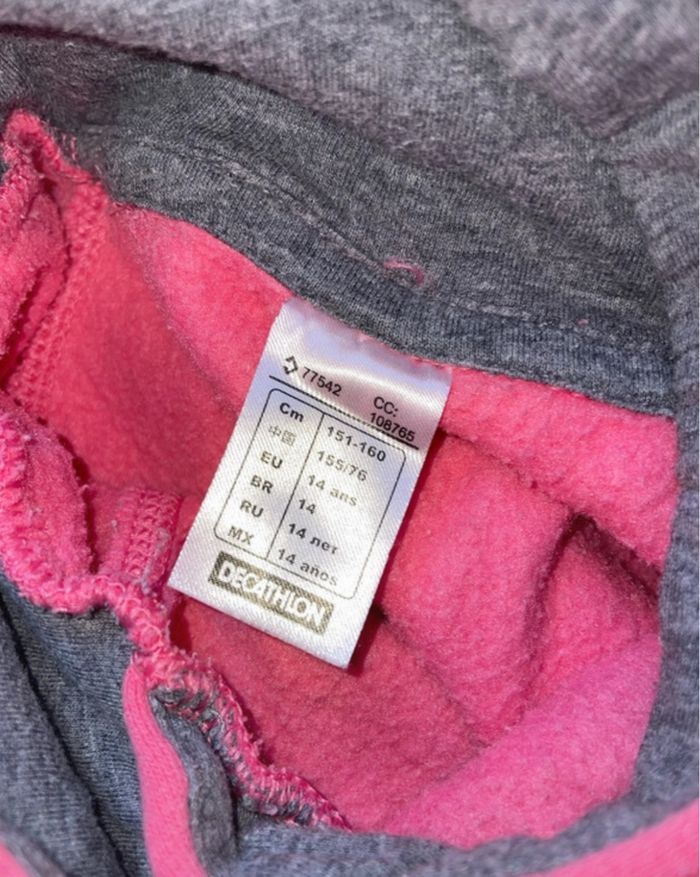 77542 CC:
108765
Cm 151-160
中国 155/76
EU 14 ans
BR 14
RU 14 лет
MX 14 años
DECATHLON